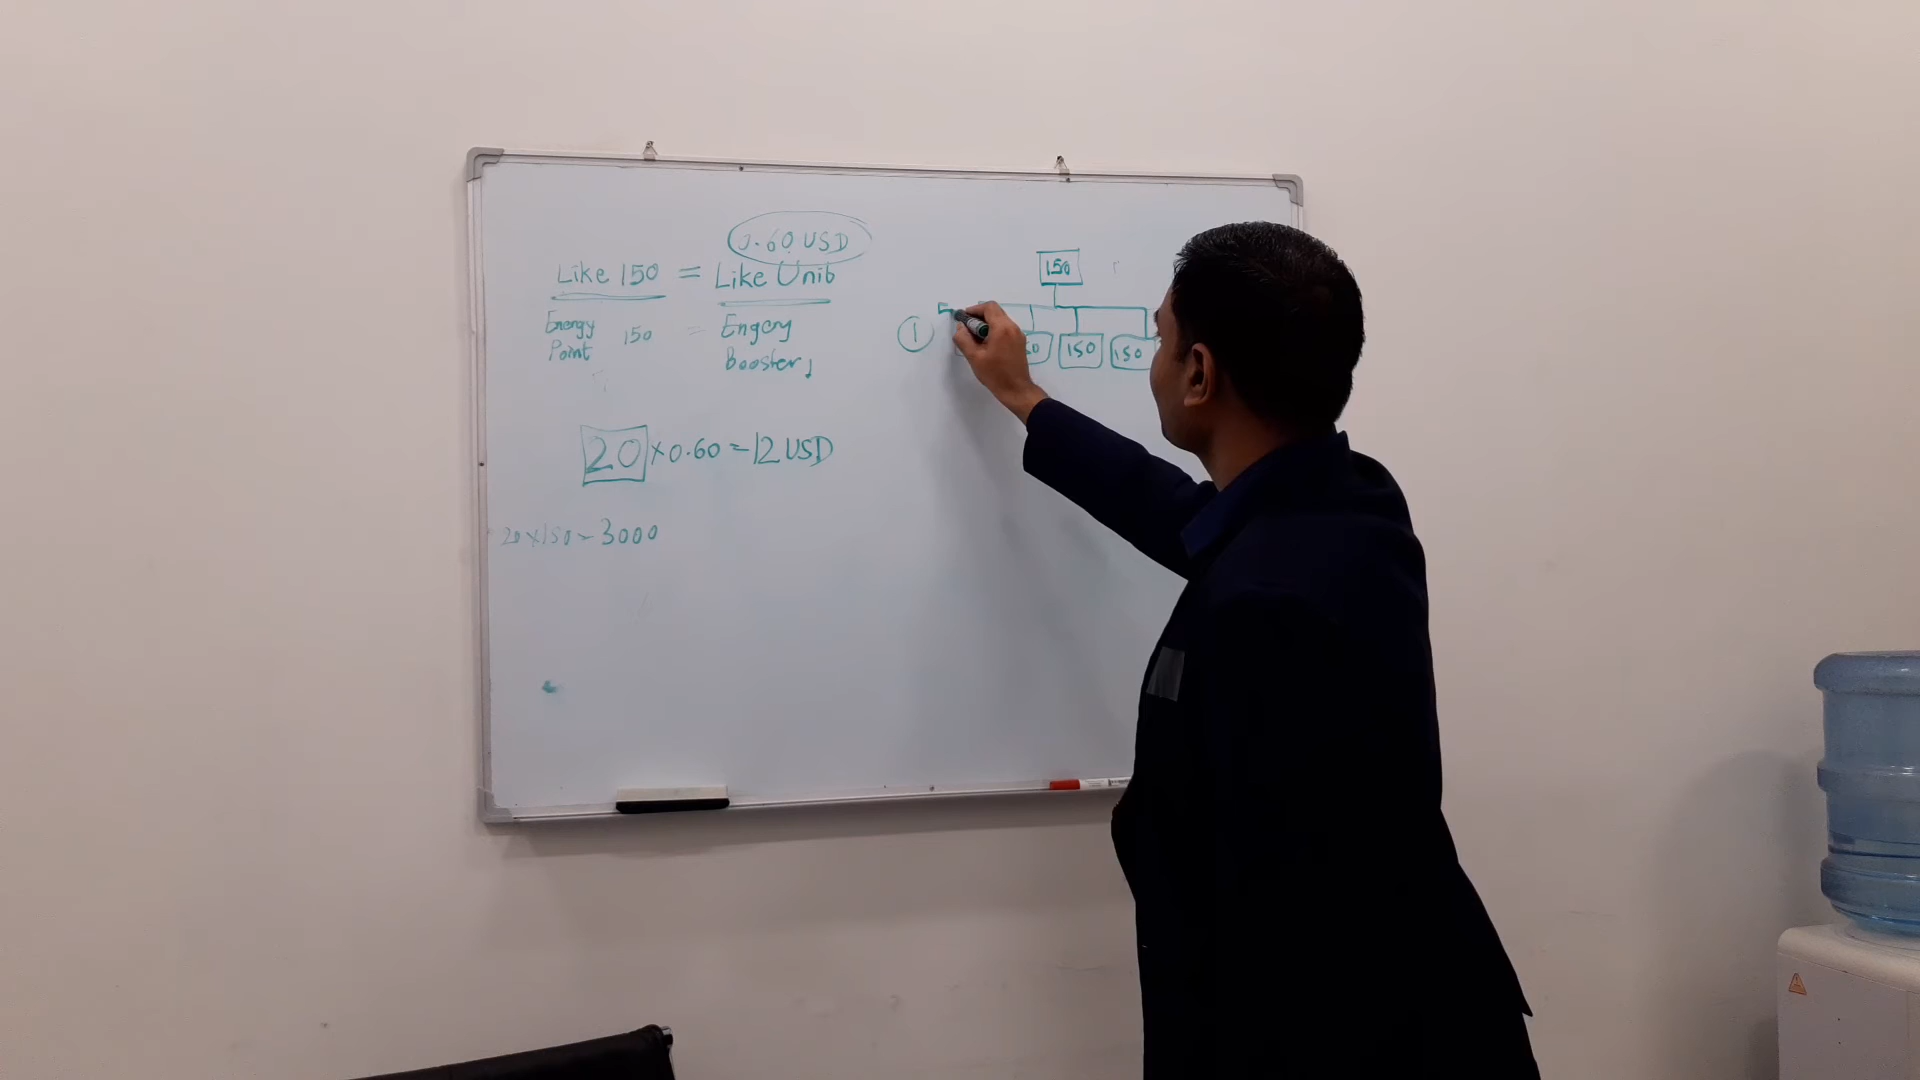 0.60 USD
Like 150 = Like Unib
Energy Point 150 = Engery Booster
20 x 0.60 = 12 USD
20 x 150 = 3000
150
1
150 150